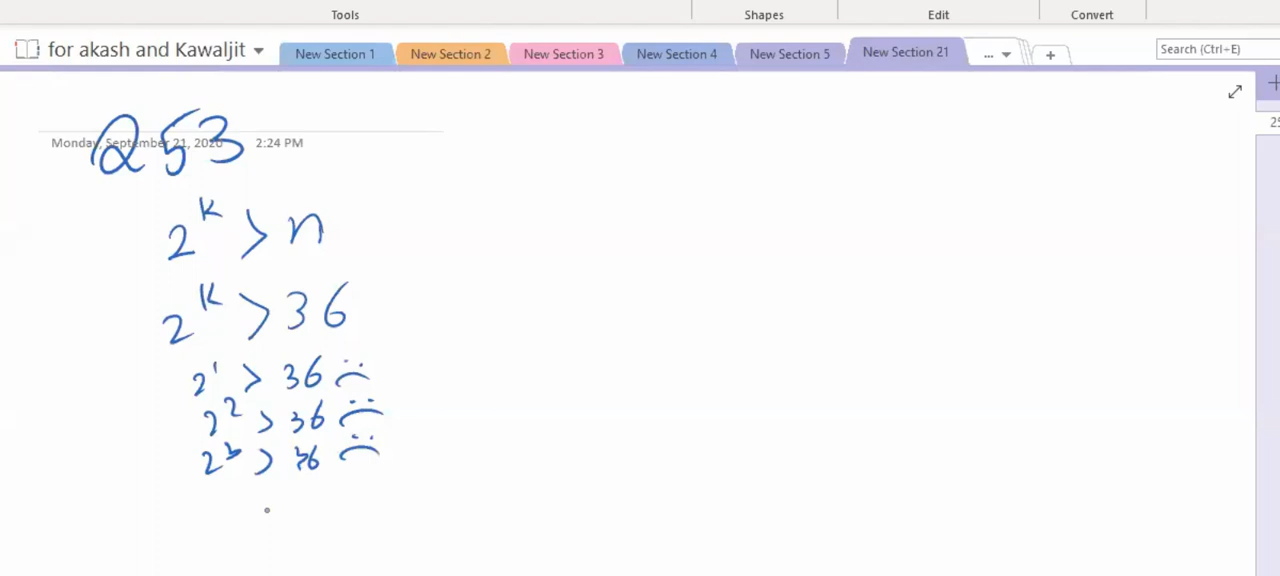 Tools Shapes Edit Convert
for akash and Kawaljit New Section 1 New Section 2 New Section 3 New Section 4 New Section 5 New Section 21 ... + Search (Ctrl+E)
Q53
Monday, September 21, 2020 2:24 PM
2^k > n
2^k > 36
2^1 > 36 ☹
2^2 > 36 ☹
2^3 > 36 ☹
25